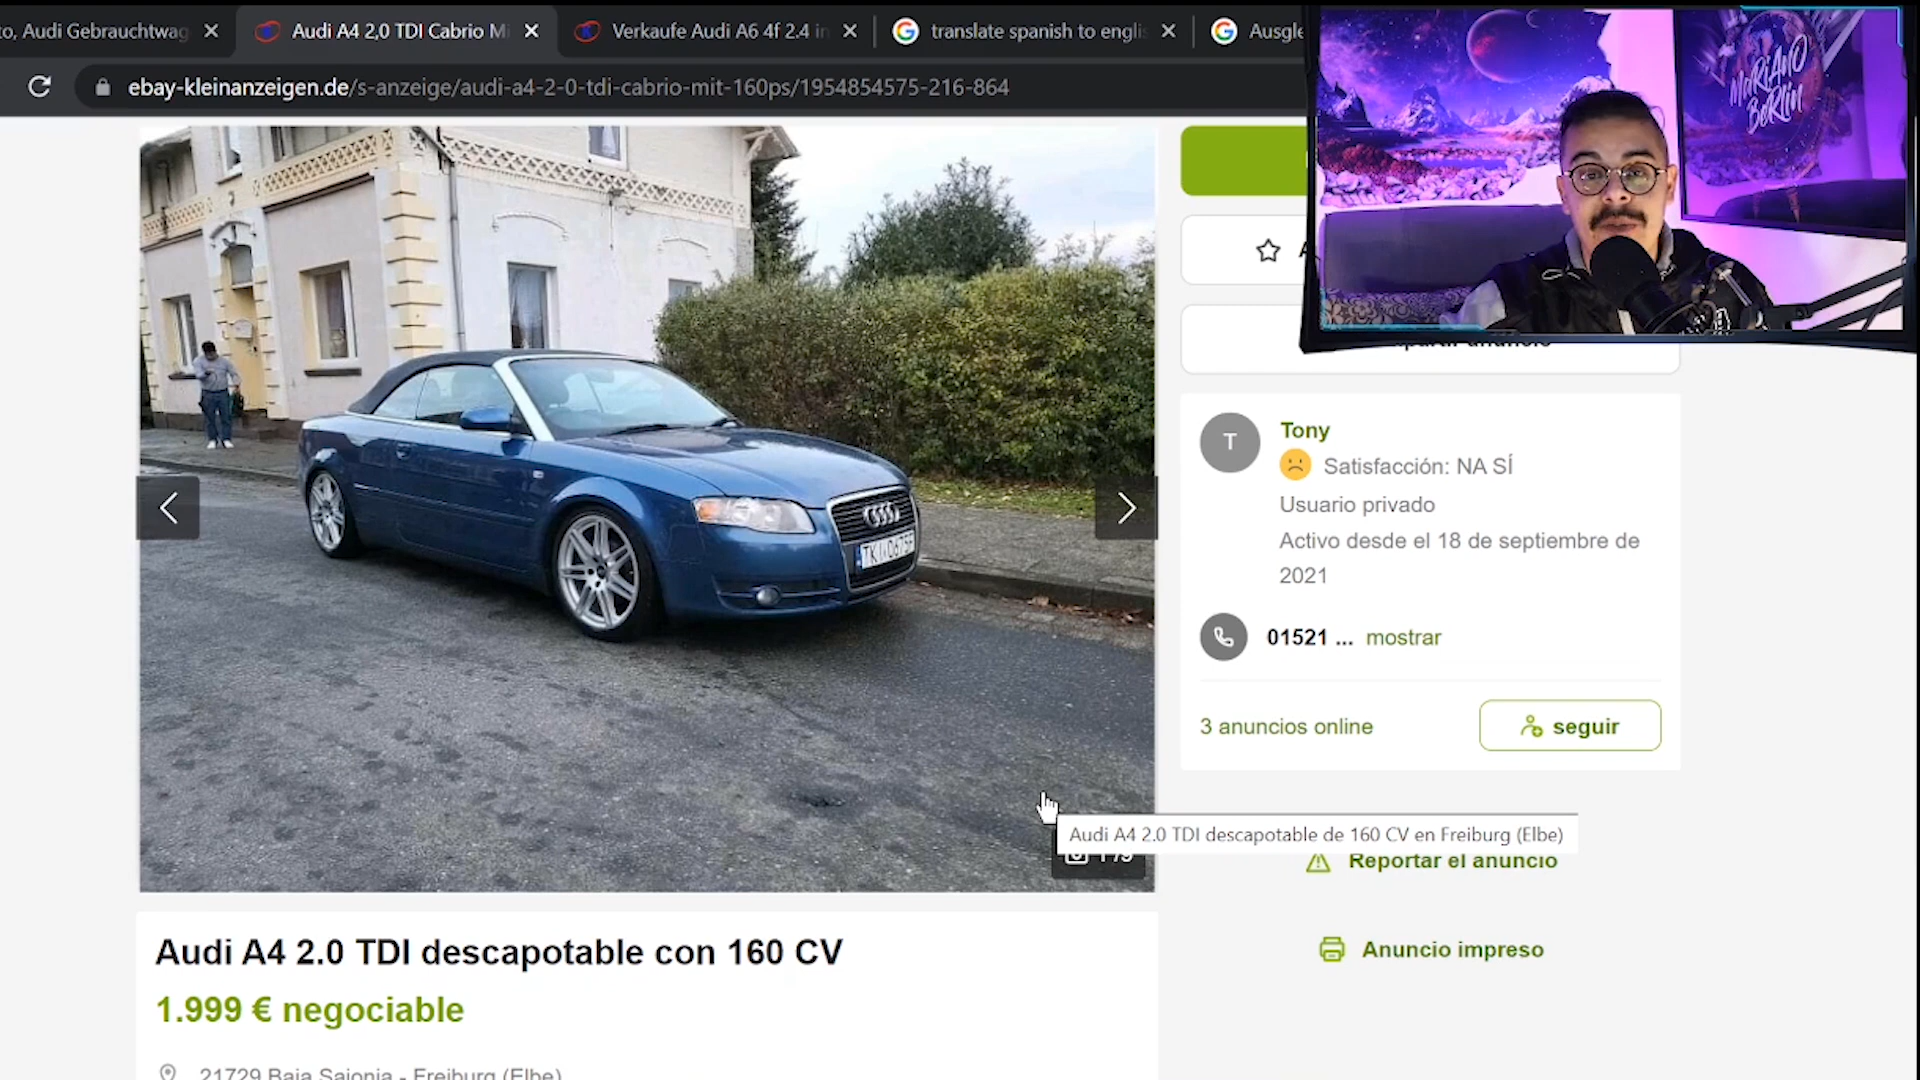 to, Audi Gebrauchtwag
Audi A4 2,0 TDI Cabrio Mi
Verkaufe Audi A6 4f 2.4 in
translate spanish to engli
Ausgle
ebay-kleinanzeigen.de/s-anzeige/audi-a4-2-0-tdi-cabrio-mit-160ps/1954854575-216-864
MaRiANO
BeRLiN
T
Tony
Satisfacción: NA SÍ
Usuario privado
Activo desde el 18 de septiembre de
2021
01521 ... mostrar
3 anuncios online
seguir
Audi A4 2.0 TDI descapotable de 160 CV en Freiburg (Elbe)
Reportar el anuncio
Anuncio impreso
Audi A4 2.0 TDI descapotable con 160 CV
1.999 € negociable
21729 Baja Sajonia - Freiburg (Elbe)